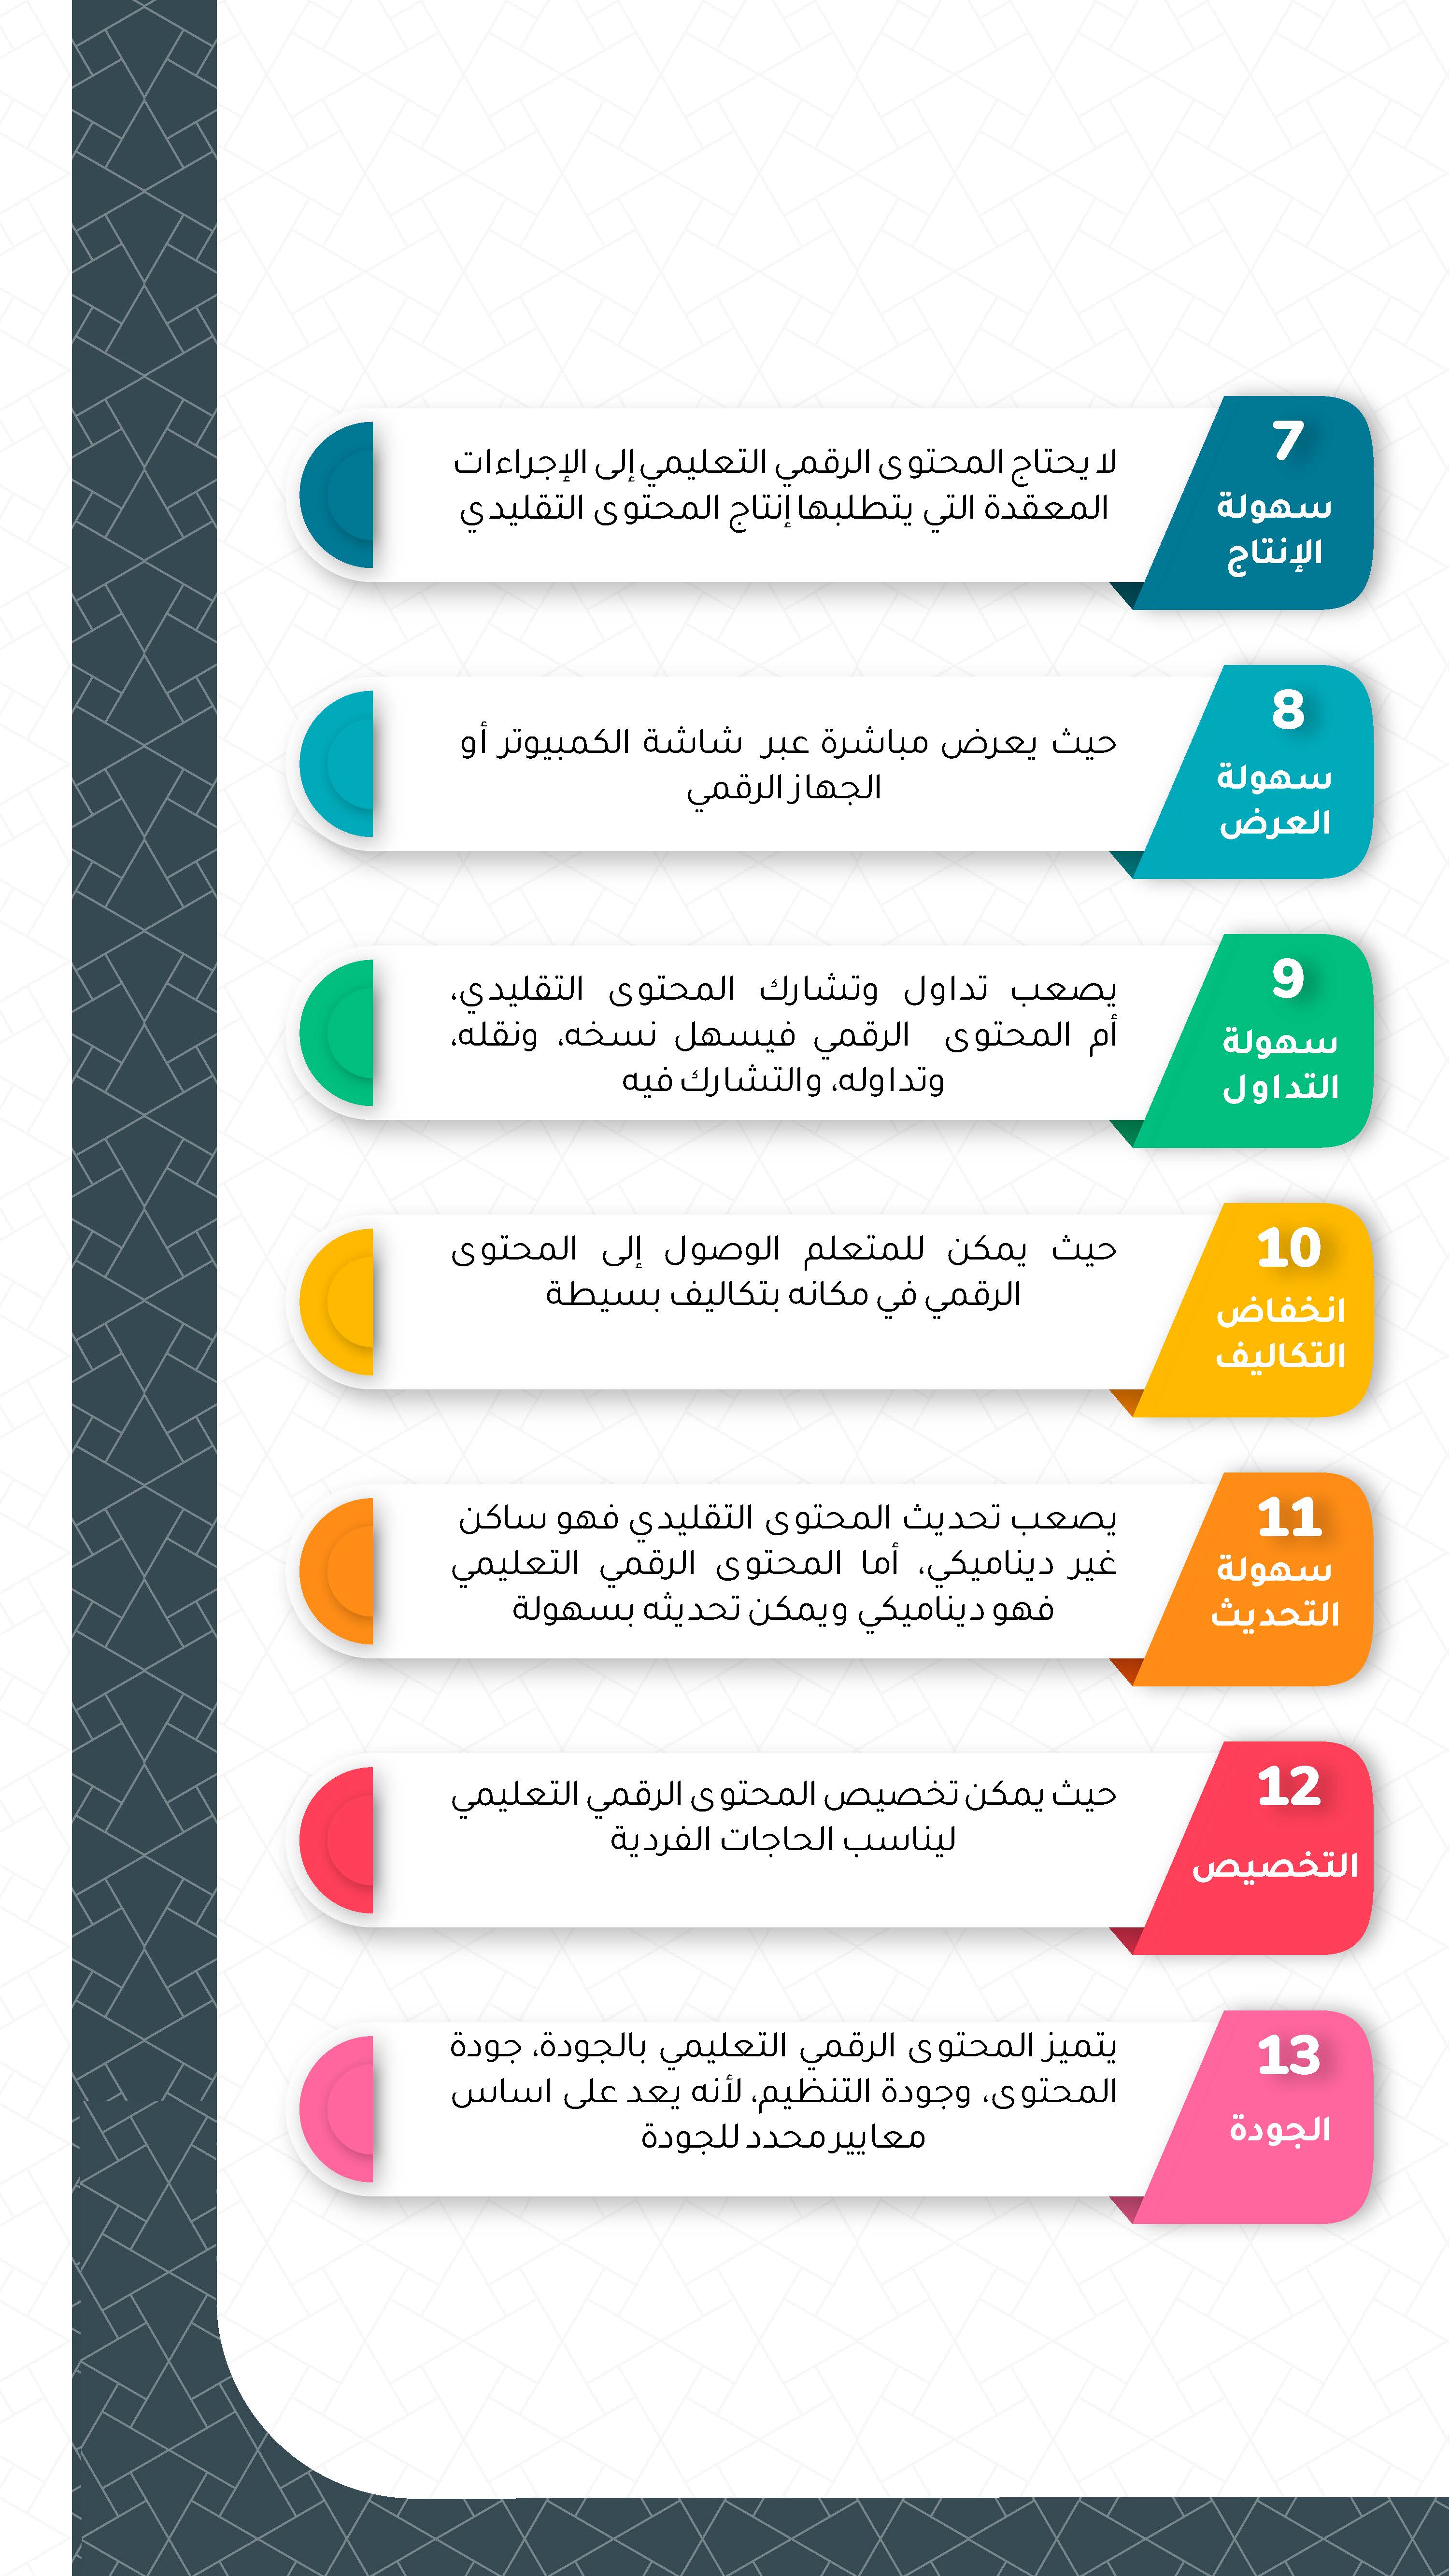 7
سهولة
الإنتاج
لا يحتاج المحتوى الرقمي التعليمي إلى الإجراءات
المعقدة التي يتطلبها إنتاج المحتوى التقليدي
8
سهولة
العرض
حيث يعرض مباشرة عبر شاشة الكمبيوتر أو
الجهاز الرقمي
9
سهولة
التداول
يصعب تداول وتشارك المحتوى التقليدي،
أم المحتوى الرقمي فيسهل نسخه، ونقله،
وتداوله، والتشارك فيه
10
انخفاض
التكاليف
حيث يمكن للمتعلم الوصول إلى المحتوى
الرقمي في مكانه بتكاليف بسيطة
11
سهولة
التحديث
يصعب تحديث المحتوى التقليدي فهو ساكن
غير ديناميكي، أما المحتوى الرقمي التعليمي
فهو ديناميكي ويمكن تحديثه بسهولة
12
التخصيص
حيث يمكن تخصيص المحتوى الرقمي التعليمي
ليناسب الحاجات الفردية
13
الجودة
يتميز المحتوى الرقمي التعليمي بالجودة، جودة
المحتوى، وجودة التنظيم، لأنه يعد على اساس
معايير محدد للجودة